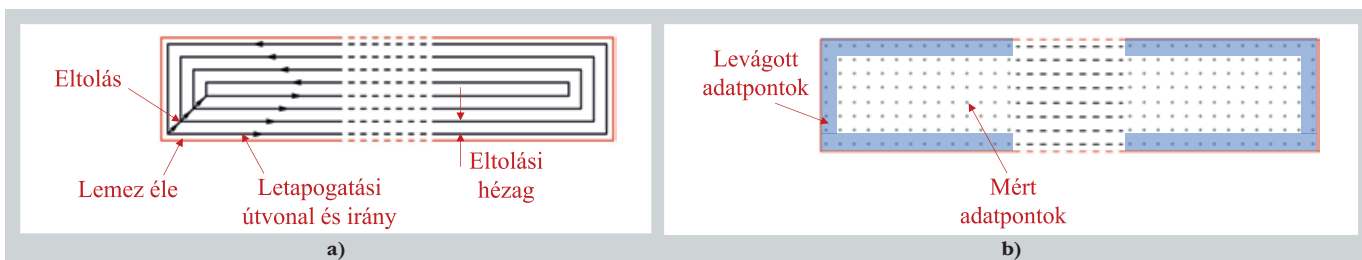 Eltolás
Lemez éle
Letapogatási
útvonal és irány
Eltolási
hézag
a)
Levágott
adatpontok
Mért
adatpontok
b)